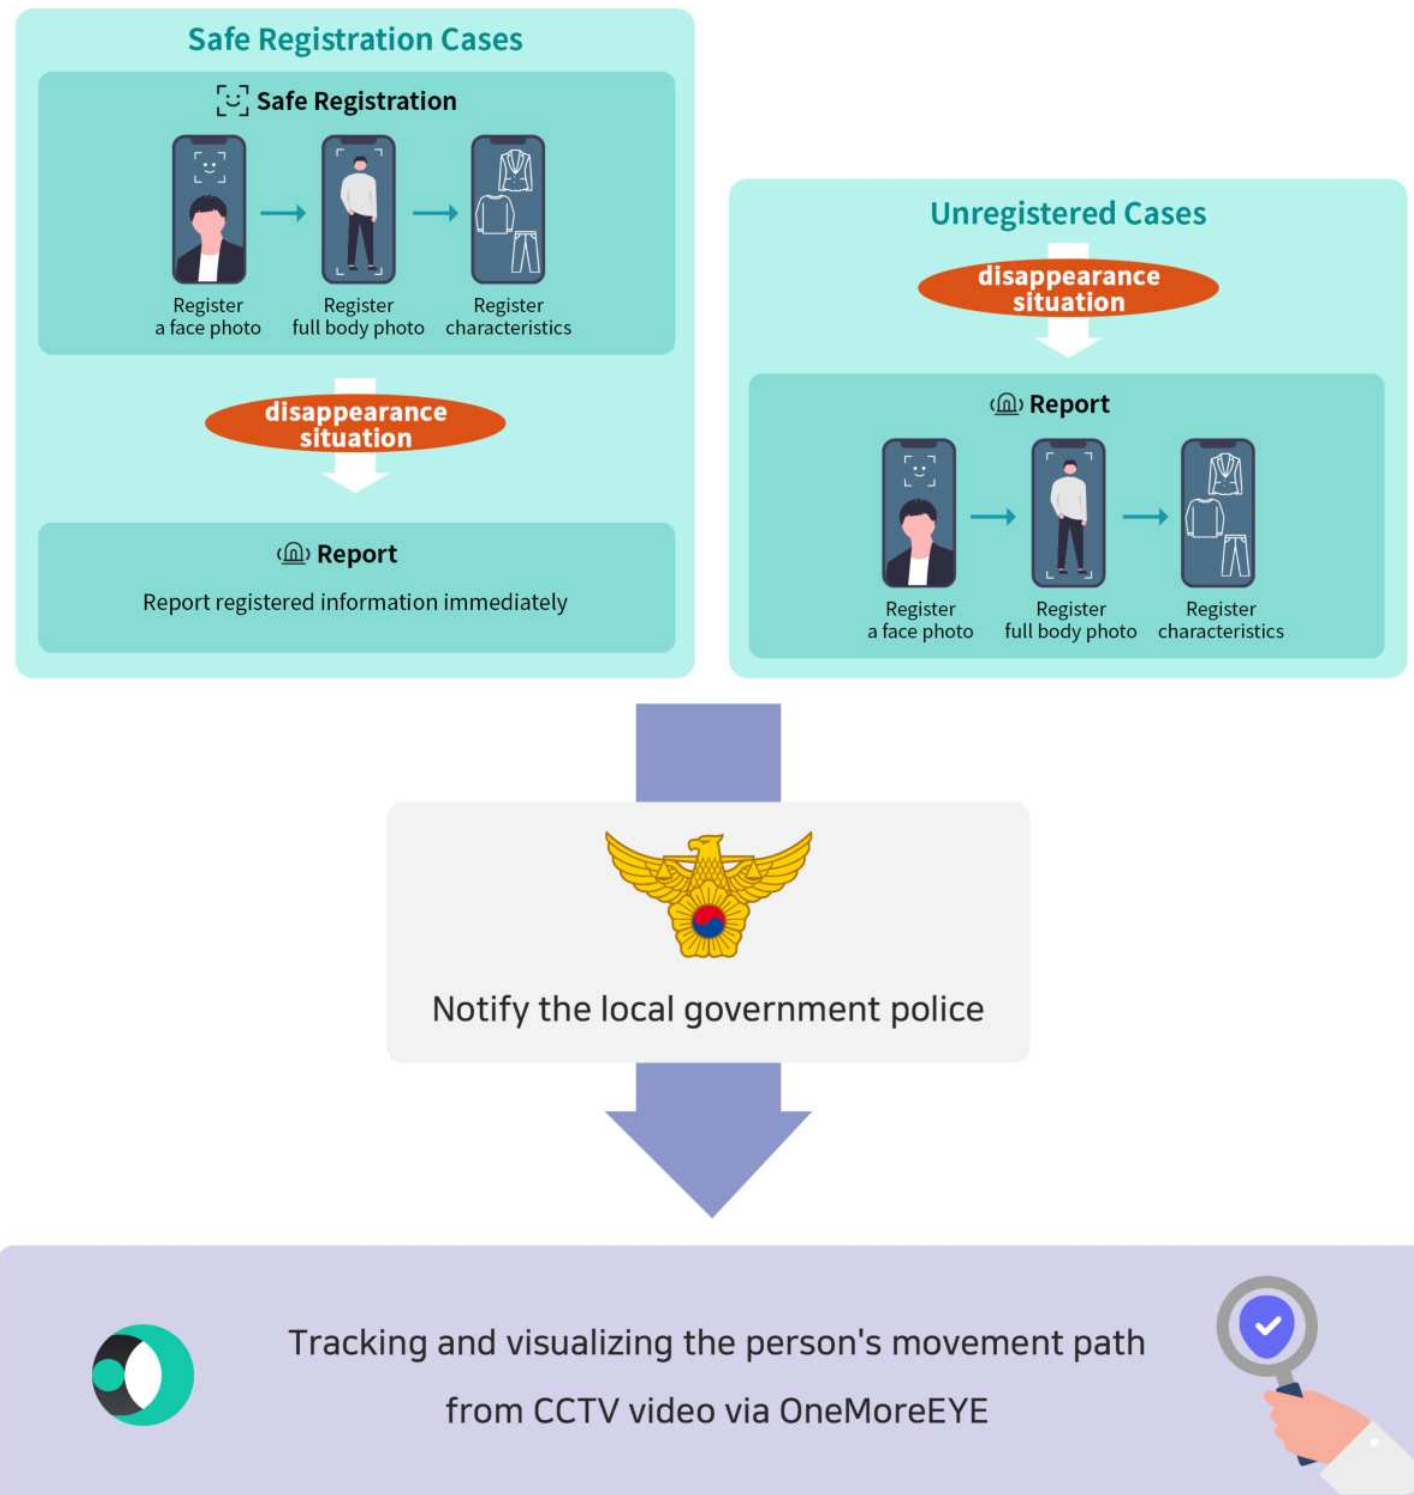 Safe Registration Cases
Safe Registration
Register
a face photo
Register
full body photo
Register
characteristics
disappearance
situation
Report
Report registered information immediately
Unregistered Cases
disappearance
situation
Report
Register
a face photo
Register
full body photo
Register
characteristics
Notify the local government police
Tracking and visualizing the person's movement path
from CCTV video via OneMoreEYE